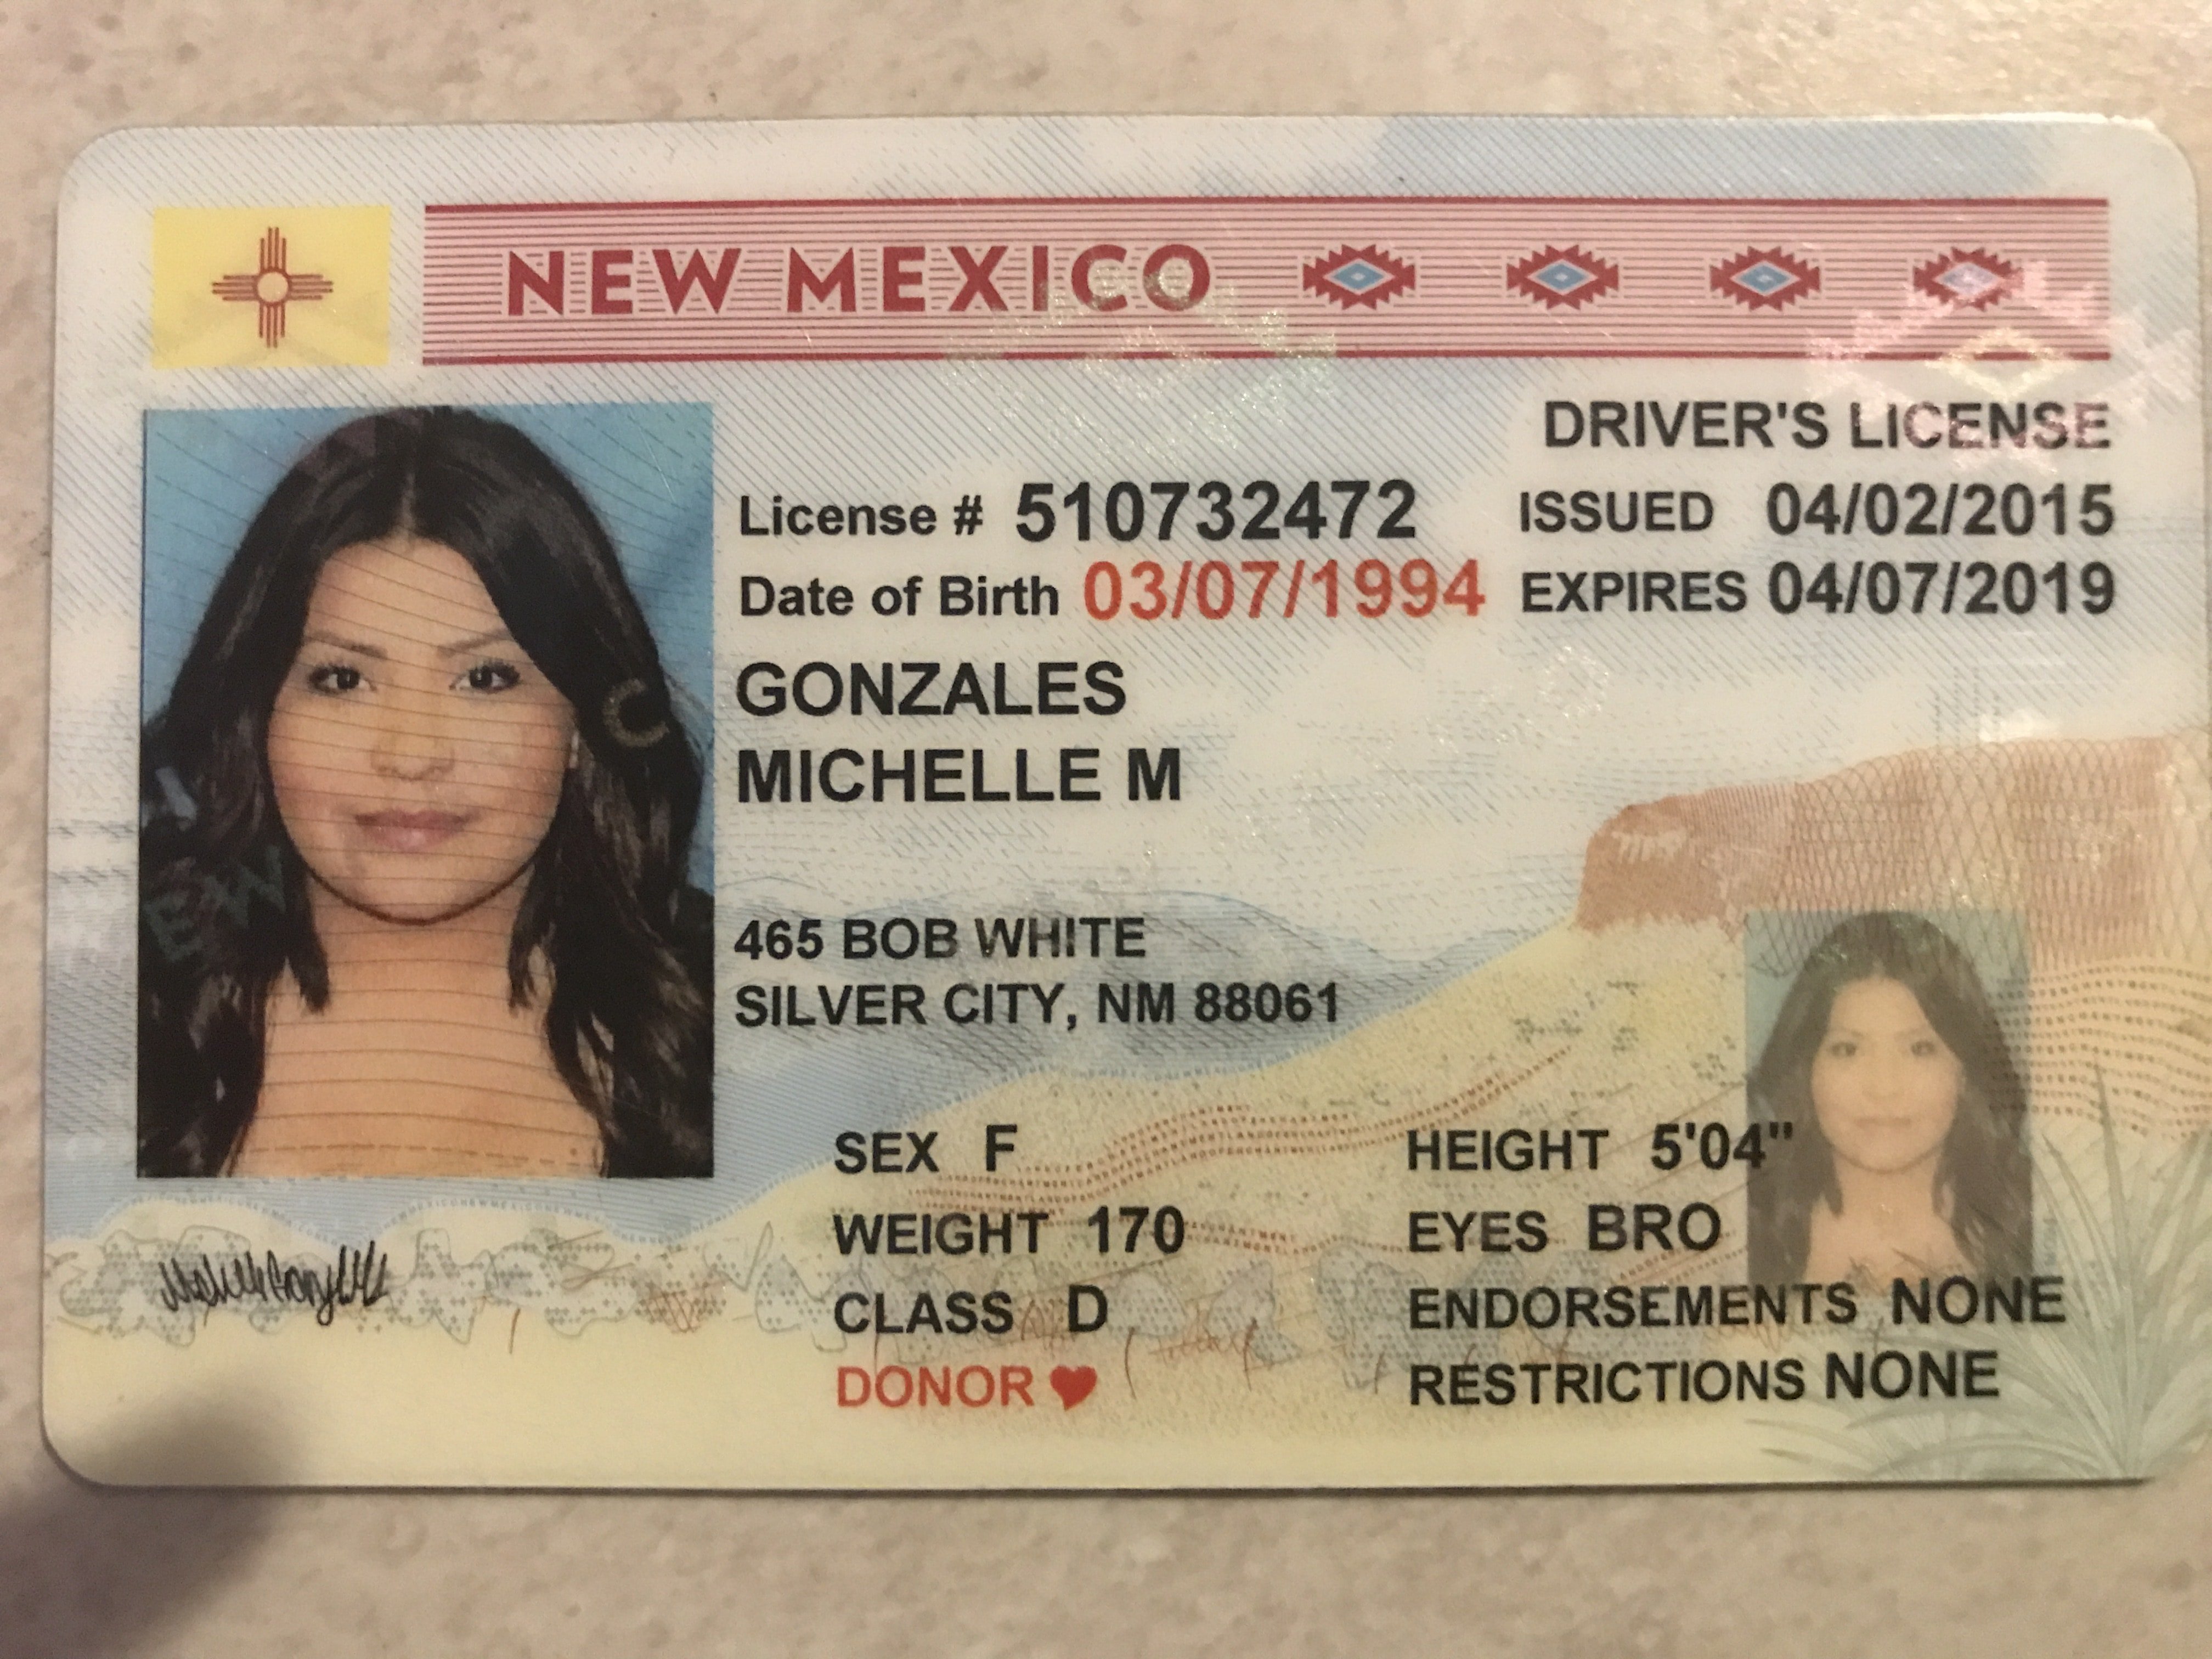 NEW MEXICO
DRIVER'S LICENSE
License # 510732472
ISSUED 04/02/2015
Date of Birth 03/07/1994
EXPIRES 04/07/2019
GONZALES
MICHELLE M
465 BOB WHITE
SILVER CITY, NM 88061
SEX F
HEIGHT 5'04"
WEIGHT 170
EYES BRO
CLASS D
ENDORSEMENTS NONE
DONOR
RESTRICTIONS NONE